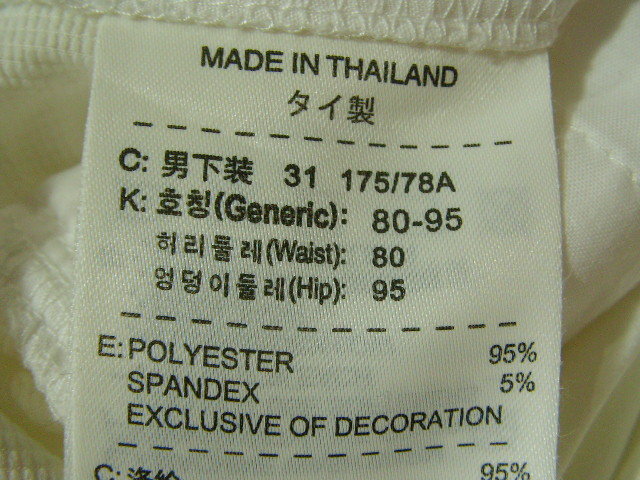 MADE IN THAILAND
タイ製
C: 男下装 31 175/78A
K: 호칭(Generic): 80-95
허리둘레(Waist): 80
엉덩이둘레(Hip): 95
E: POLYESTER 95%
SPANDEX 5%
EXCLUSIVE OF DECORATION
C: 涤纶 95%